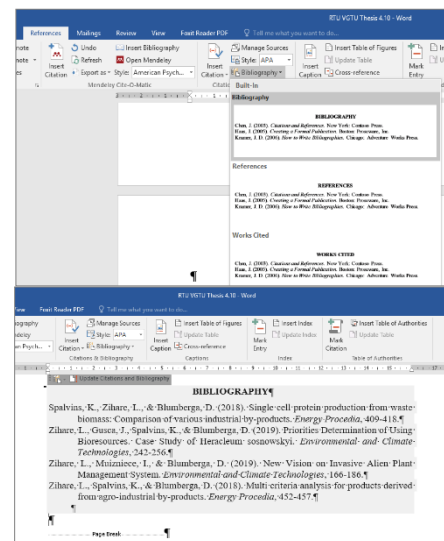 RTU VGTU Thesis 4.10 - Word
References Mailings Review View Foxit Reader PDF Tell me what you want to do...
Undo Insert Bibliography Manage Sources Insert Table of Figures
Refresh Open Mendeley Style: APA Update Table
Insert Citation Export as Style: American Psych... Insert Citation Bibliography Insert Caption Cross-reference Mark Entry
Mendeley Cite-O-Matic
Built-In
Bibliography
BIBLIOGRAPHY
Chen, J. (2003). Citations and References. New York: Contoso Press.
Haas, J. (2005). Creating a Formal Publication. Boston: Proseware, Inc.
Kramer, J. D. (2006). How to Write Bibliographies. Chicago: Adventure Works Press
References
REFERENCES
Chen, J. (2003). Citations and References. New York: Contoso Press.
Haas, J. (2005). Creating a Formal Publication. Boston: Proseware, Inc.
Kramer, J. D. (2006). How to Write Bibliographies. Chicago: Adventure Works Press
Works Cited
WORKS CITED
Chen, J. (2003). Citations and References. New York: Contoso Press.
Haas, J. (2005). Creating a Formal Publication. Boston: Proseware, Inc.
Kramer, J. D. (2006). How to Write Bibliographies. Chicago: Adventure Works Press
¶
RTU VGTU Thesis 4.10 - Word
View Foxit Reader PDF Tell me what you want to do...
Manage Sources Insert Table of Figures Insert Index Insert Table of Authorities
Style: APA Update Table Update Index
Insert Citation Bibliography Insert Caption Cross-reference Mark Entry Mark Citation
Citations & Bibliography Captions Index Table of Authorities
Update Citations and Bibliography
BIBLIOGRAPHY¶
Spalvins, K., Zihare, L., & Blumberga, D. (2018). Single cell protein production from waste
biomass: Comparison of various industrial by-products. Energy Procedia, 409-418.¶
Zihare, L., Gusca, J., Spalvins, K., & Blumberga, D. (2019). Priorities Determination of Using
Bioresources. Case Study of Heracleum sosnowskyi. Environmental and Climate
Technologies, 242-256.¶
Zihare, L., Muizniece, I., & Blumberga, D. (2019). New Vision on Invasive Alien Plant
Management System. Environmental and Climate Technologies, 166-186.¶
Zihare, L., Spalvins, K., & Blumberga, D. (2018). Multi criteria analysis for products derived
from agro-industrial by-products. Energy Procedia, 452-457.¶
¶
¶
Page Break ¶